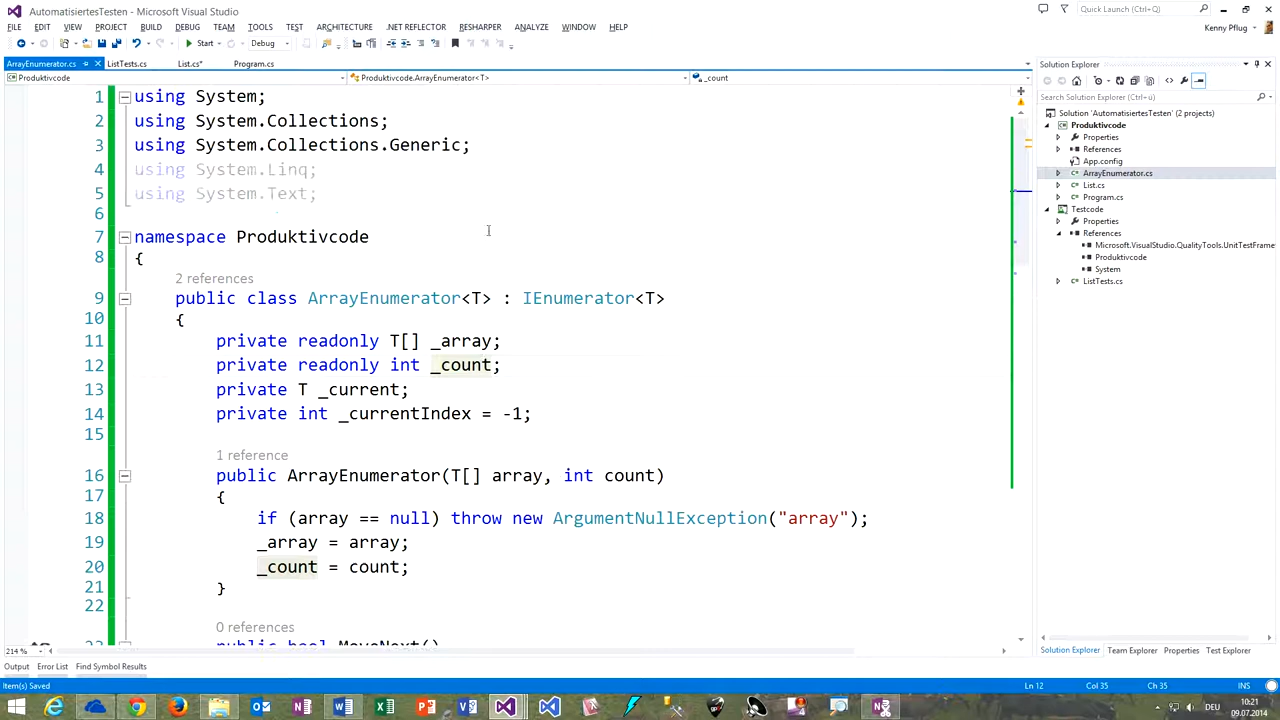 AutomatisiertesTesten - Microsoft Visual Studio
Quick Launch (Ctrl+Q)
FILE EDIT VIEW PROJECT BUILD DEBUG TEAM TOOLS TEST ARCHITECTURE .NET REFLECTOR RESHARPER ANALYZE WINDOW HELP
Kenny Pflug
Start Debug
ArrayEnumerator.cs ListTests.cs List.cs* Program.cs
Produktivcode Produktivcode.ArrayEnumerator<T> _count
1 using System;
2 using System.Collections;
3 using System.Collections.Generic;
4 using System.Linq;
5 using System.Text;
6
7 namespace Produktivcode
8 {
2 references
9 public class ArrayEnumerator<T> : IEnumerator<T>
10 {
11 private readonly T[] _array;
12 private readonly int _count;
13 private T _current;
14 private int _currentIndex = -1;
15
1 reference
16 public ArrayEnumerator(T[] array, int count)
17 {
18 if (array == null) throw new ArgumentNullException("array");
19 _array = array;
20 _count = count;
21 }
22
0 references
23 public bool MoveNext()
214 %
Solution Explorer
Search Solution Explorer (Ctrl+ü)
Solution 'AutomatisiertesTesten' (2 projects)
Produktivcode
Properties
References
App.config
ArrayEnumerator.cs
List.cs
Program.cs
Testcode
Properties
References
Microsoft.VisualStudio.QualityTools.UnitTestFrame
Produktivcode
System
ListTests.cs
Solution Explorer Team Explorer Properties Test Explorer
Output Error List Find Symbol Results
Item(s) Saved Ln 12 Col 35 Ch 35
DEU
10:21
09.07.2014